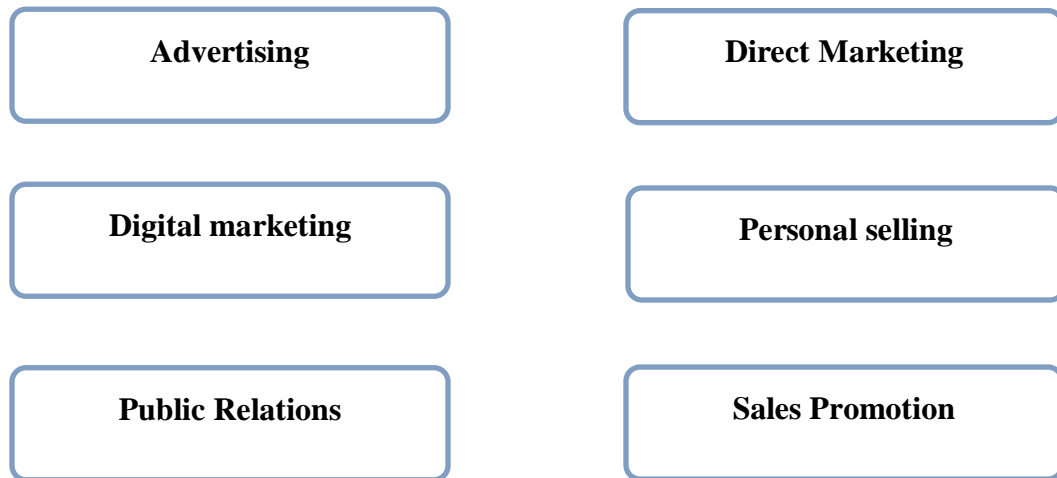 Advertising
Direct Marketing
Digital marketing
Personal selling
Public Relations
Sales Promotion